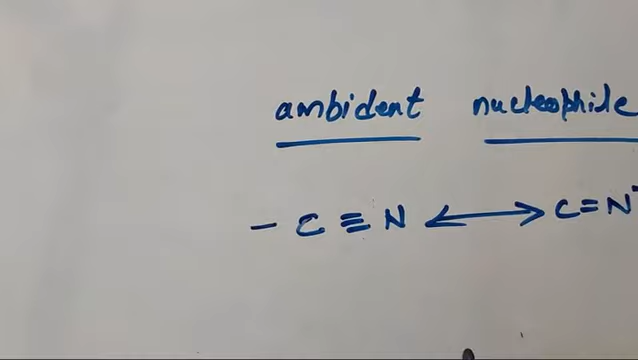 ambident nucleophile
- C ≡ N ⟷ C = N⁻